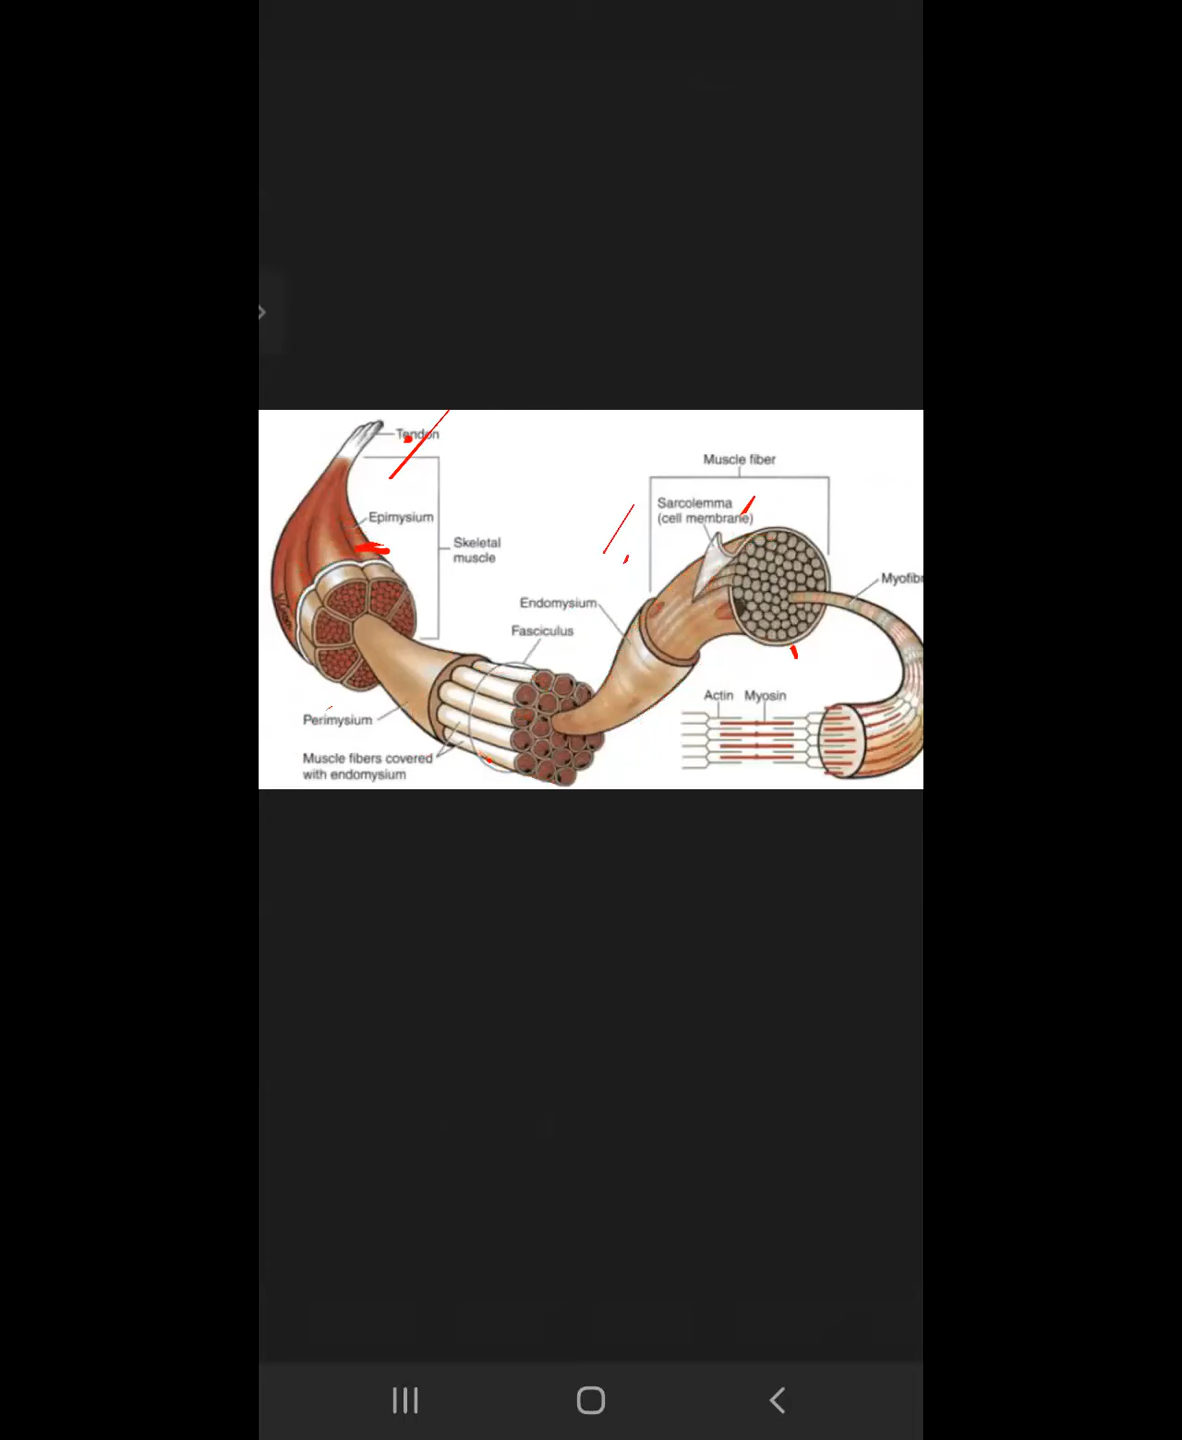 Tendon
Epimysium
Skeletal
muscle
Muscle fiber
Sarcolemma
(cell membrane)
Myofibr
Endomysium
Fasciculus
Perimysium
Muscle fibers covered
with endomysium
Actin Myosin